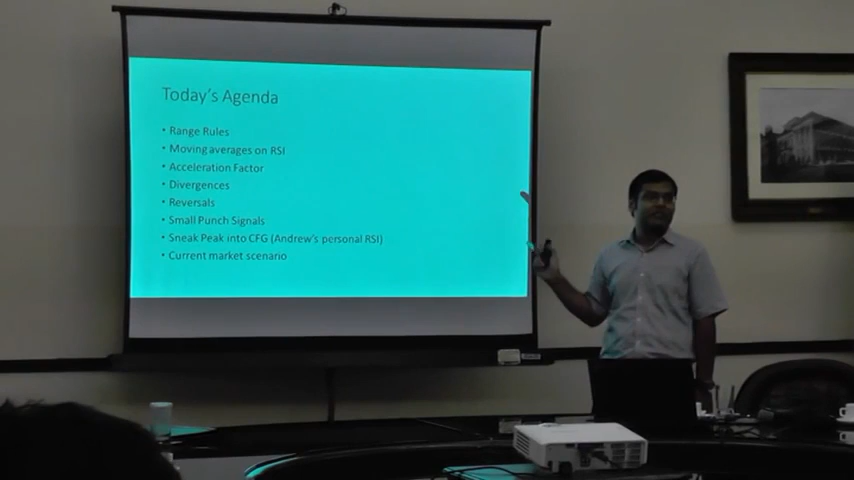 Today's Agenda
• Range Rules
• Moving averages on RSI
• Acceleration Factor
• Divergences
• Reversals
• Small Punch Signals
• Sneak Peak into CFG (Andrew's personal RSI)
• Current market scenario